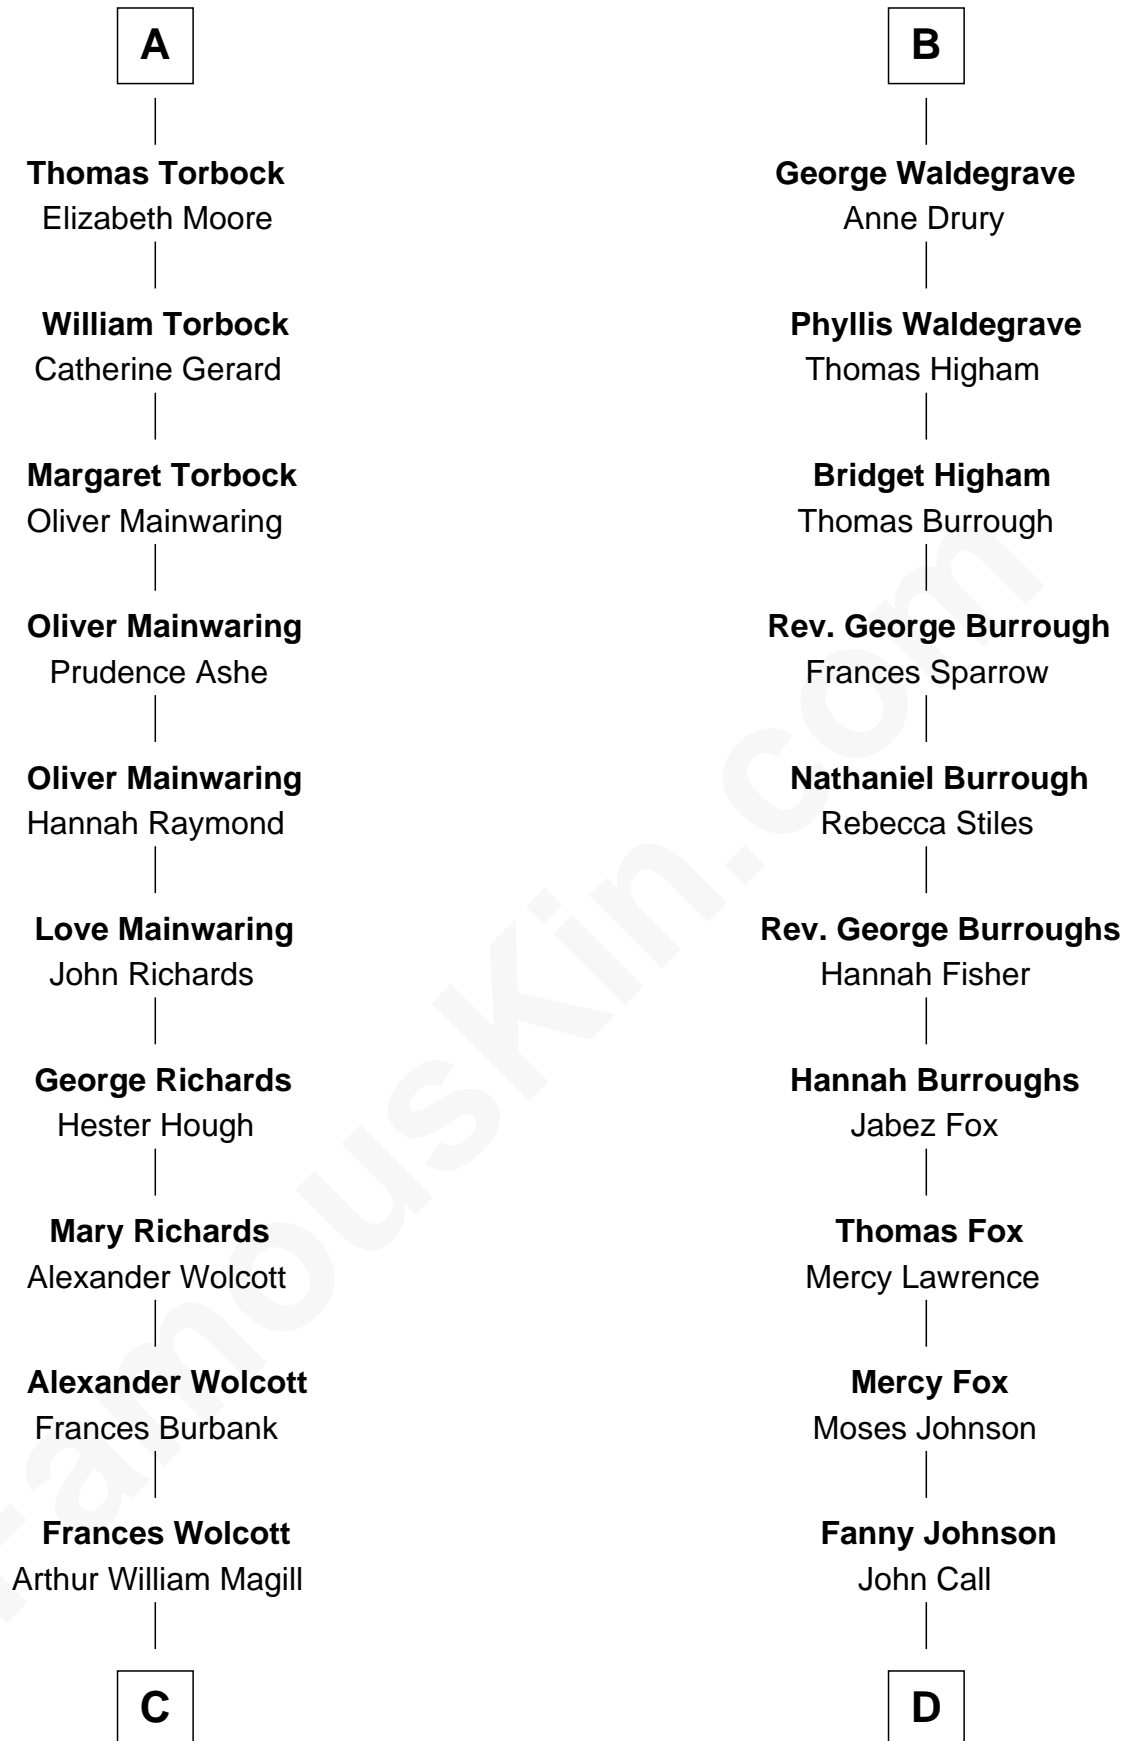 A
Thomas Torbock
Elizabeth Moore
William Torbock
Catherine Gerard
Margaret Torbock
Oliver Mainwaring
Oliver Mainwaring
Prudence Ashe
Oliver Mainwaring
Hannah Raymond
Love Mainwaring
John Richards
George Richards
Hester Hough
Mary Richards
Alexander Wolcott
Alexander Wolcott
Frances Burbank
Frances Wolcott
Arthur William Magill
C
B
George Waldegrave
Anne Drury
Phyllis Waldegrave
Thomas Higham
Bridget Higham
Thomas Burrough
Rev. George Burrough
Frances Sparrow
Nathaniel Burrough
Rebecca Stiles
Rev. George Burroughs
Hannah Fisher
Hannah Burroughs
Jabez Fox
Thomas Fox
Mercy Lawrence
Mercy Fox
Moses Johnson
Fanny Johnson
John Call
D
FamousKin.com